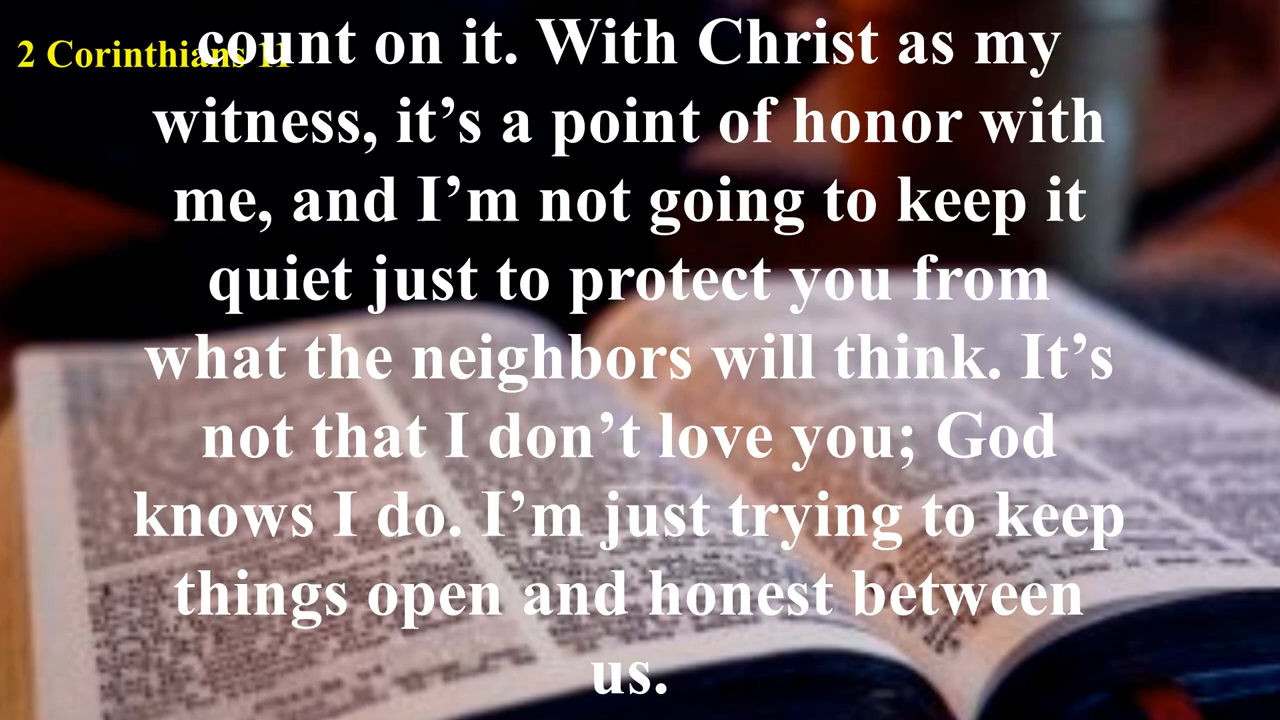 2 Corinthians 11
count on it. With Christ as my
witness, it’s a point of honor with
me, and I’m not going to keep it
quiet just to protect you from
what the neighbors will think. It’s
not that I don’t love you; God
knows I do. I’m just trying to keep
things open and honest between
us.